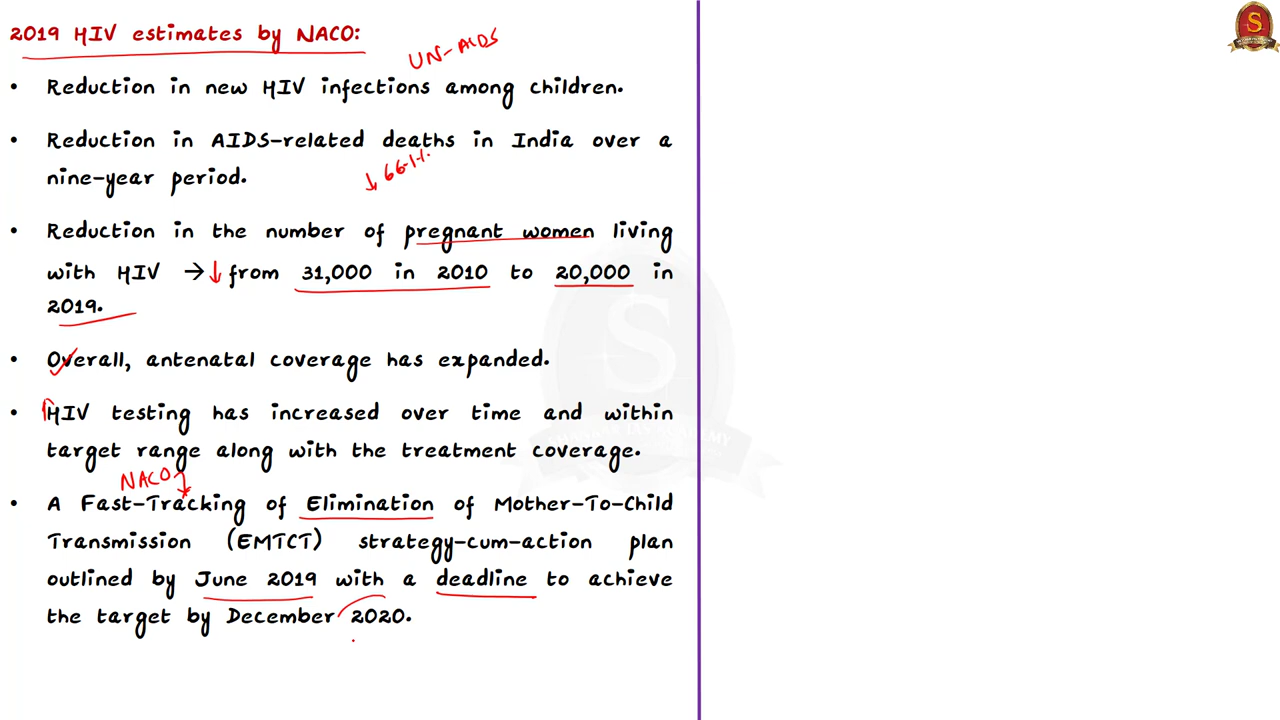 2019 HIV estimates by NACO:
UN-AIDS
• Reduction in new HIV infections among children.
• Reduction in AIDS-related deaths in India over a
nine-year period.
↓ 66.1%
• Reduction in the number of pregnant women living
with HIV → ↓ from 31,000 in 2010 to 20,000 in
2019.
• Overall, antenatal coverage has expanded.
• HIV testing has increased over time and within
target range along with the treatment coverage.
NACO
• A Fast-Tracking of Elimination of Mother-To-Child
Transmission (EMTCT) strategy-cum-action plan
outlined by June 2019 with a deadline to achieve
the target by December 2020.
S
S